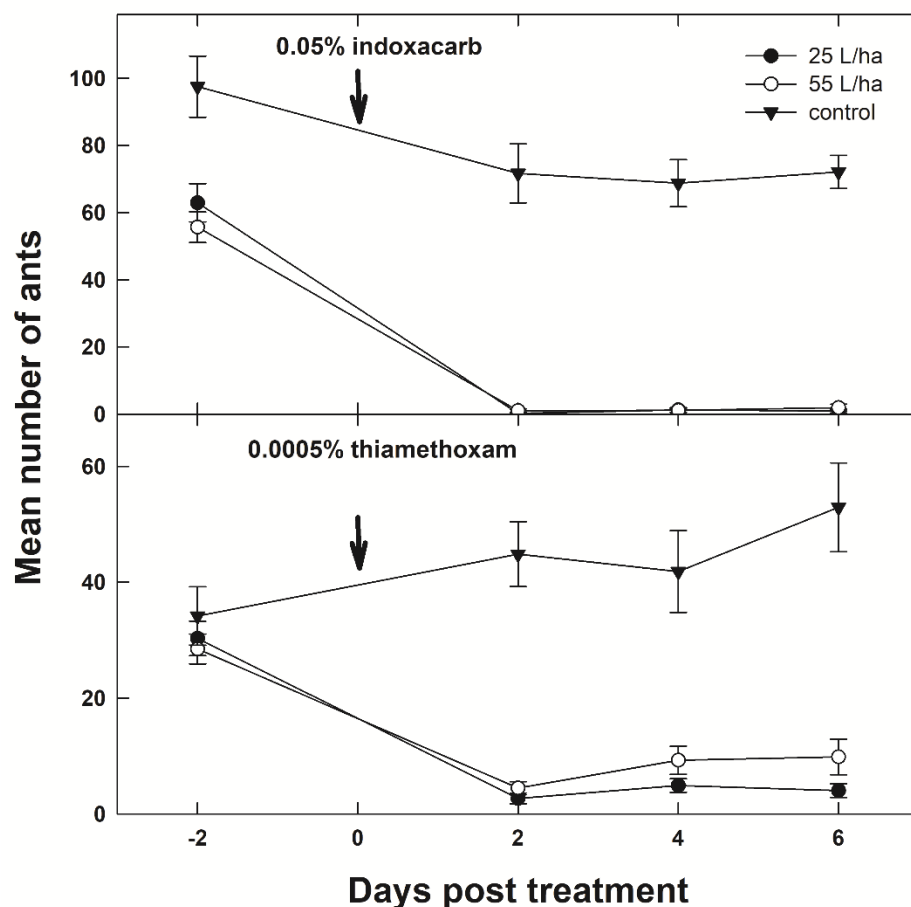 0.05% indoxacarb
25 L/ha
55 L/ha
control
100
80
60
40
20
0
Mean number of ants
0.0005% thiamethoxam
60
40
20
0
-2 0 2 4 6
Days post treatment